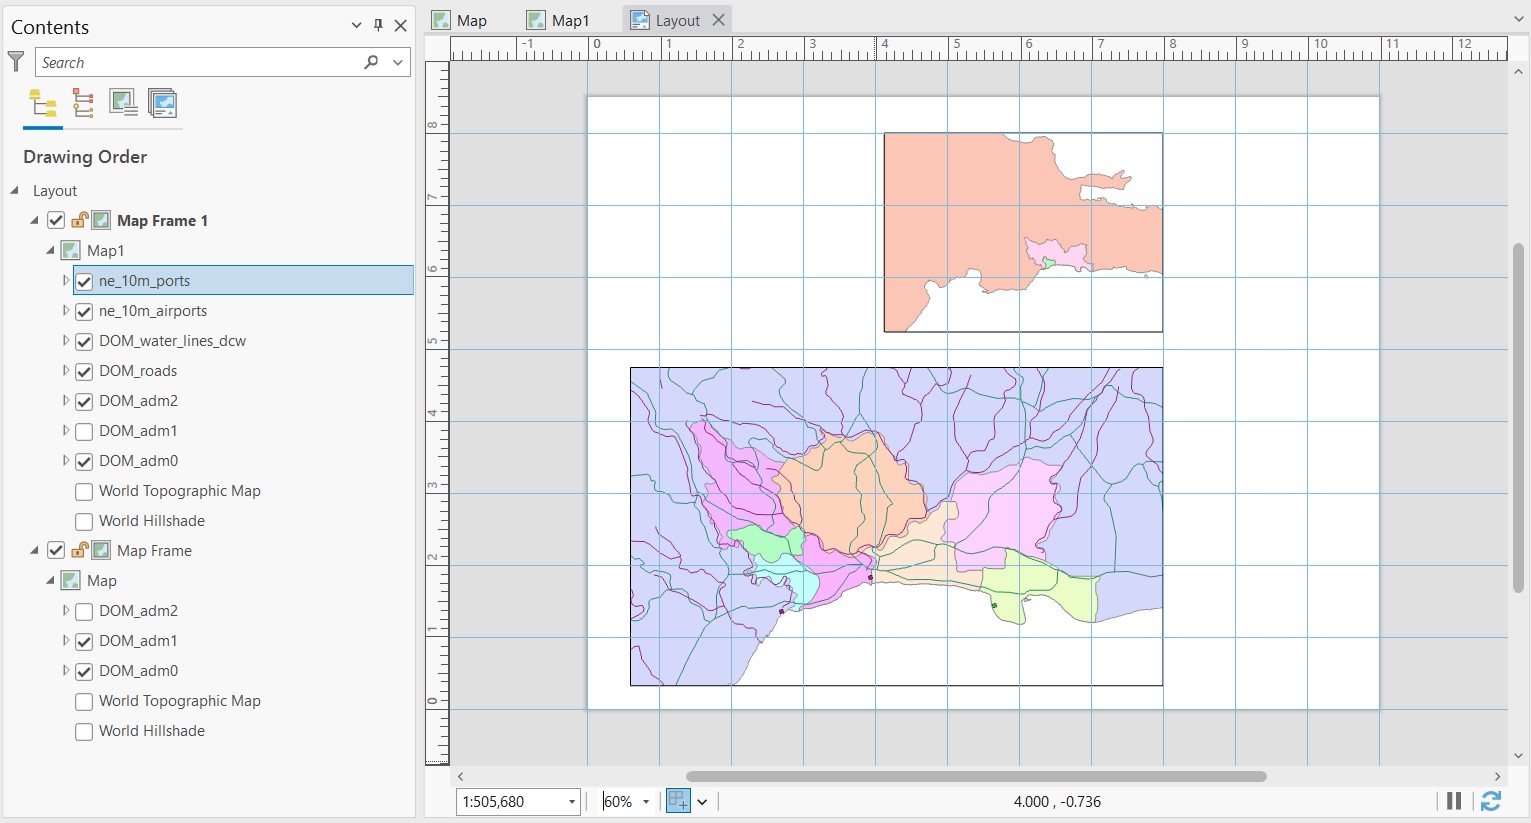 Contents
Search
Drawing Order
Layout
Map Frame 1
Map1
ne_10m_ports
ne_10m_airports
DOM_water_lines_dcw
DOM_roads
DOM_adm2
DOM_adm1
DOM_adm0
World Topographic Map
World Hillshade
Map Frame
Map
DOM_adm2
DOM_adm1
DOM_adm0
World Topographic Map
World Hillshade
Map Map1 Layout
-1 0 1 2 3 4 5 6 7 8 9 10 11 12
8
7
6
5
4
3
2
1
0
1:505,680 60% 4.000 , -0.736